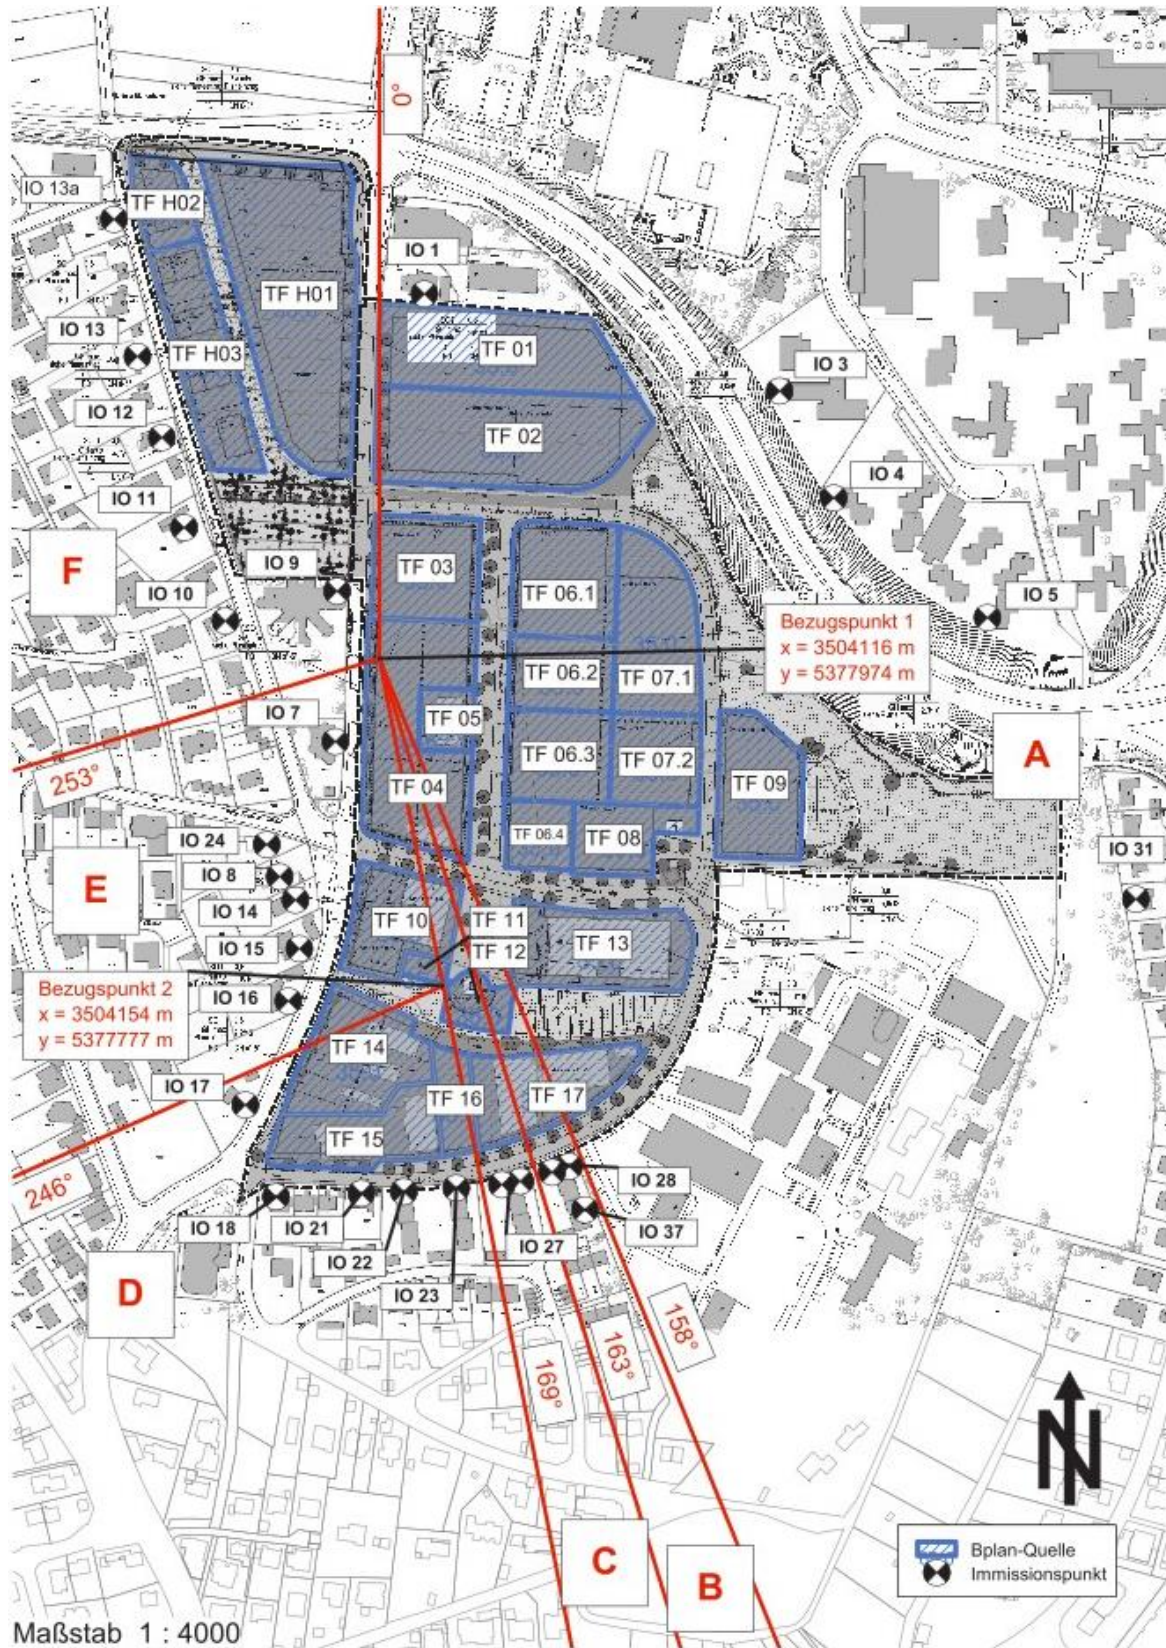 0°
IO 13a
TF H02
IO 1
TF H01
IO 13
TF H03
TF 01
IO 3
IO 12
TF 02
IO 4
IO 11
F
IO 9
TF 03
IO 10
TF 06.1
IO 5
Bezugspunkt 1
x = 3504116 m
y = 5377974 m
TF 06.2
TF 07.1
IO 7
TF 05
253°
TF 04
TF 06.3
TF 07.2
TF 09
A
IO 24
TF 06.4
TF 08
IO 31
E
IO 8
IO 14
TF 10
TF 11
TF 12
TF 13
IO 15
Bezugspunkt 2
x = 3504154 m
y = 5377777 m
IO 16
TF 14
IO 17
TF 16
TF 17
TF 15
246°
IO 28
IO 18
IO 21
IO 37
IO 22
IO 27
IO 23
D
158°
163°
169°
N
C
B
Bplan-Quelle
Immissionspunkt
Maßstab 1 : 4000